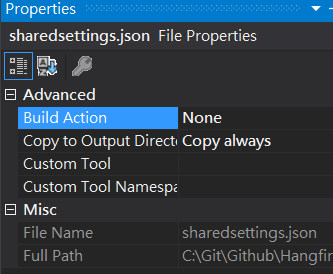 Properties
sharedsettings.json File Properties
Advanced
Build Action None
Copy to Output Direct Copy always
Custom Tool
Custom Tool Namespa
Misc
File Name sharedsettings.json
Full Path C:\Git\Github\Hangfir